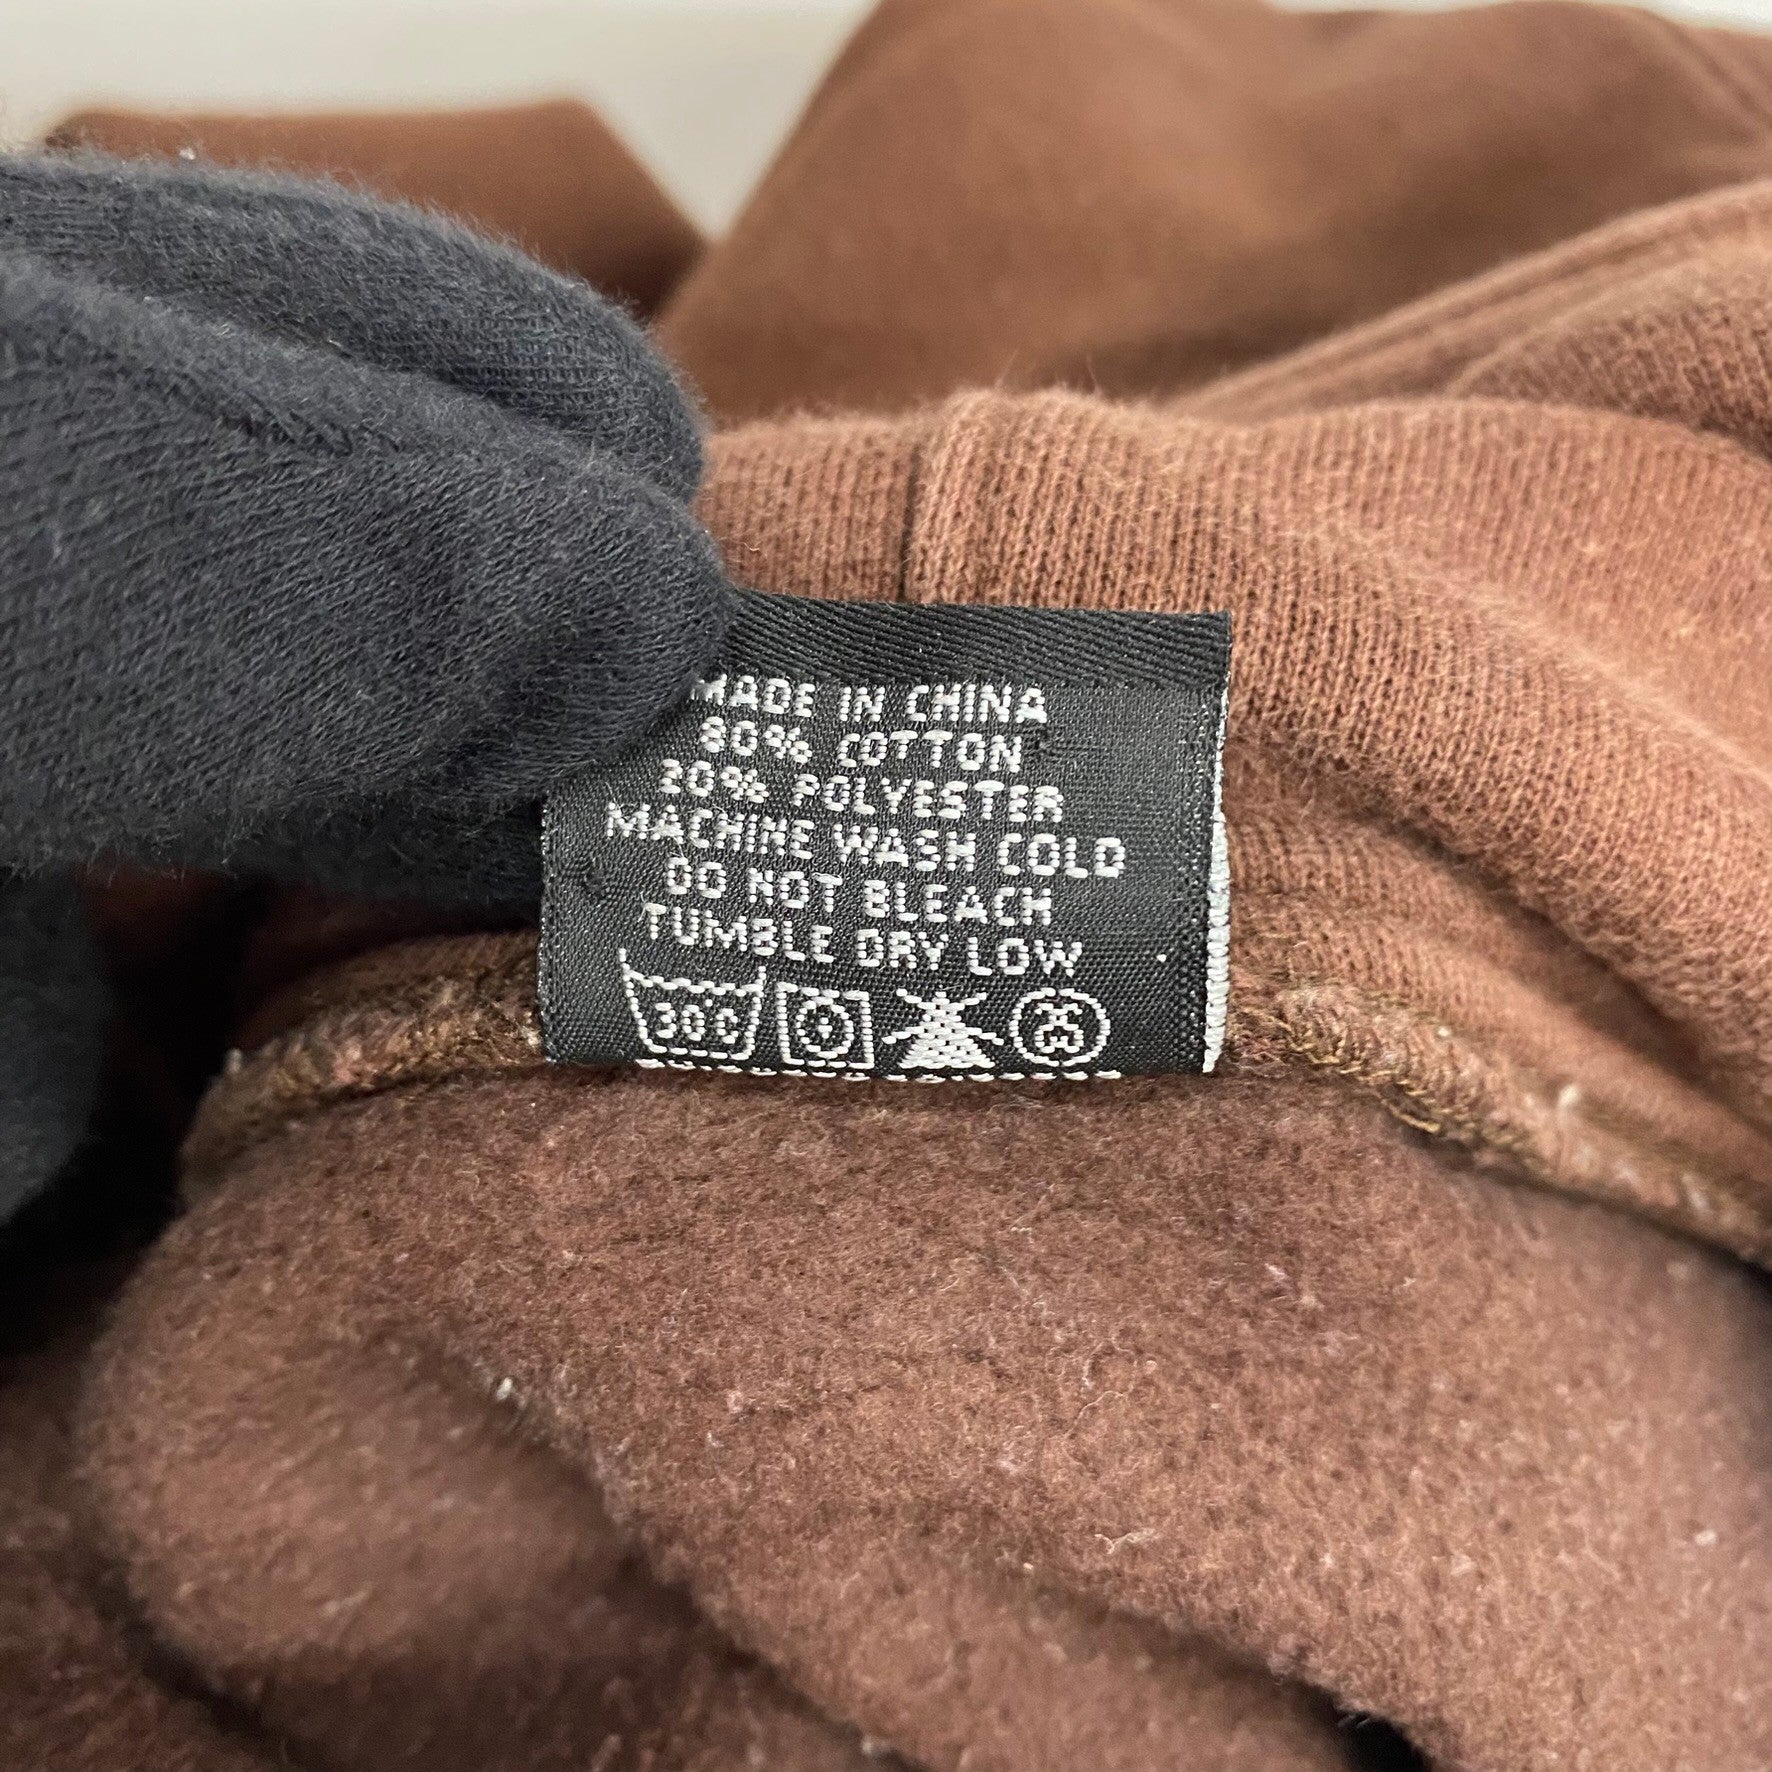 MADE IN CHINA
80% COTTON
20% POLYESTER
MACHINE WASH COLD
DO NOT BLEACH
TUMBLE DRY LOW
30°C